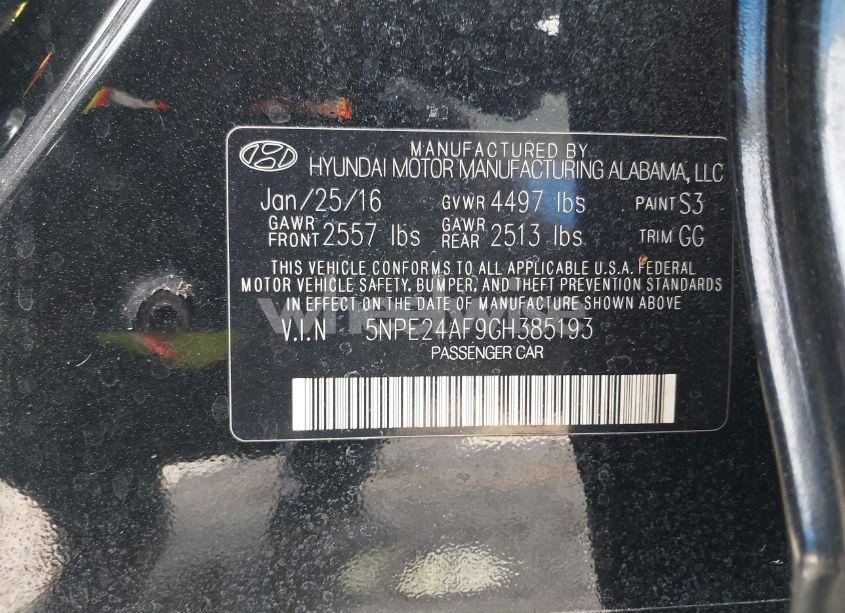 MANUFACTURED BY
HYUNDAI MOTOR MANUFACTURING ALABAMA, LLC
Jan/25/16 GVWR 4497 lbs PAINT S3
GAWR FRONT 2557 lbs GAWR REAR 2513 lbs TRIM GG
THIS VEHICLE CONFORMS TO ALL APPLICABLE U.S.A. FEDERAL
MOTOR VEHICLE SAFETY, BUMPER, AND THEFT PREVENTION STANDARDS
IN EFFECT ON THE DATE OF MANUFACTURE SHOWN ABOVE
V.I.N 5NPE24AF9GH385193
PASSENGER CAR